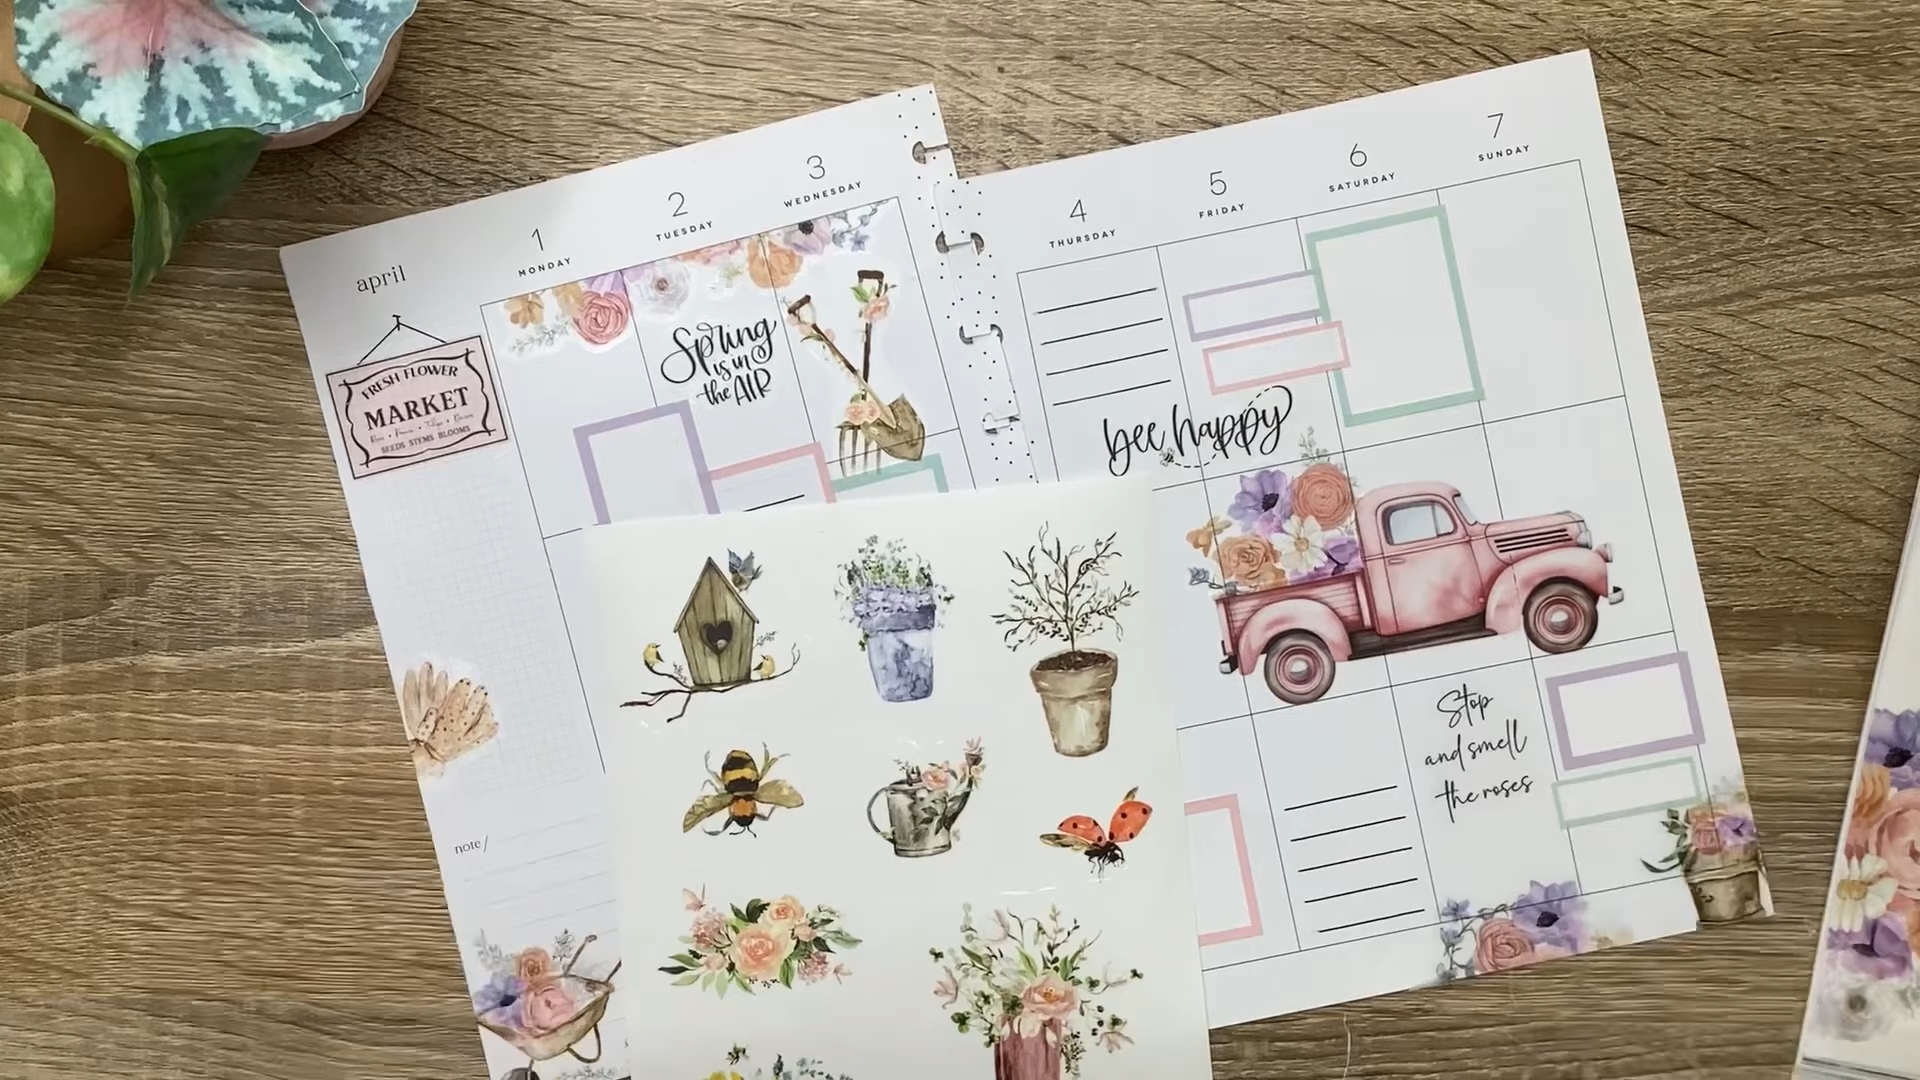 april
1
MONDAY
2
TUESDAY
3
WEDNESDAY
4
THURSDAY
5
FRIDAY
6
SATURDAY
7
SUNDAY
FRESH FLOWER
MARKET
SEEDS STEMS BLOOMS
Spring
is in
the AIR
bee happy
Stop
and smell
the roses
note/